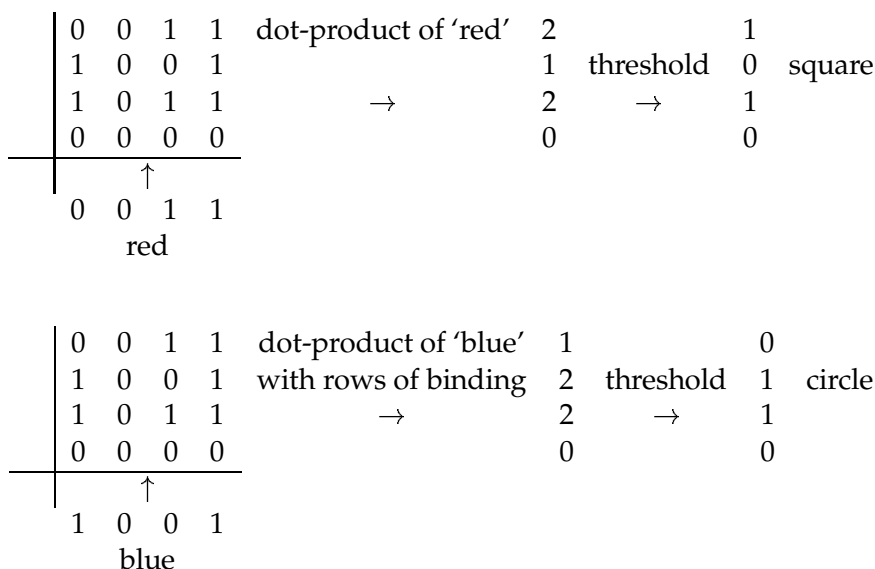 0 0 1 1 dot-product of ‘red’ 2 1
1 0 0 1 1 threshold 0 square
1 0 1 1 → 2 → 1
0 0 0 0 0 0
↑
0 0 1 1
red
0 0 1 1 dot-product of ‘blue’ 1 0
1 0 0 1 with rows of binding 2 threshold 1 circle
1 0 1 1 → 2 → 1
0 0 0 0 0 0
↑
1 0 0 1
blue